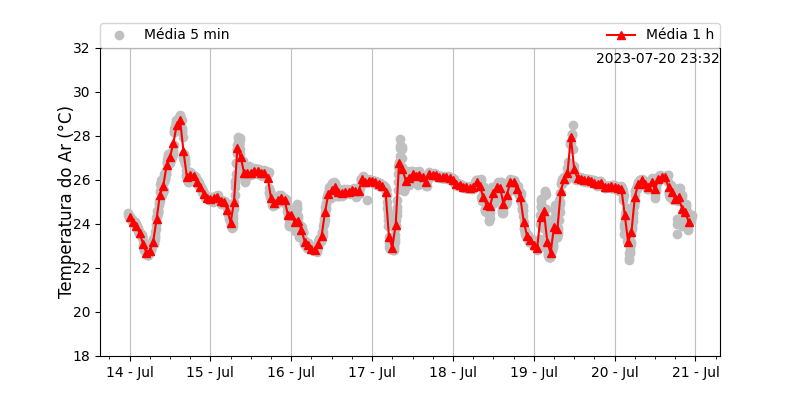 Média 5 min
Média 1 h
2023-07-20 23:32
Temperatura do Ar (°C)
32
30
28
26
24
22
20
18
14 - Jul
15 - Jul
16 - Jul
17 - Jul
18 - Jul
19 - Jul
20 - Jul
21 - Jul